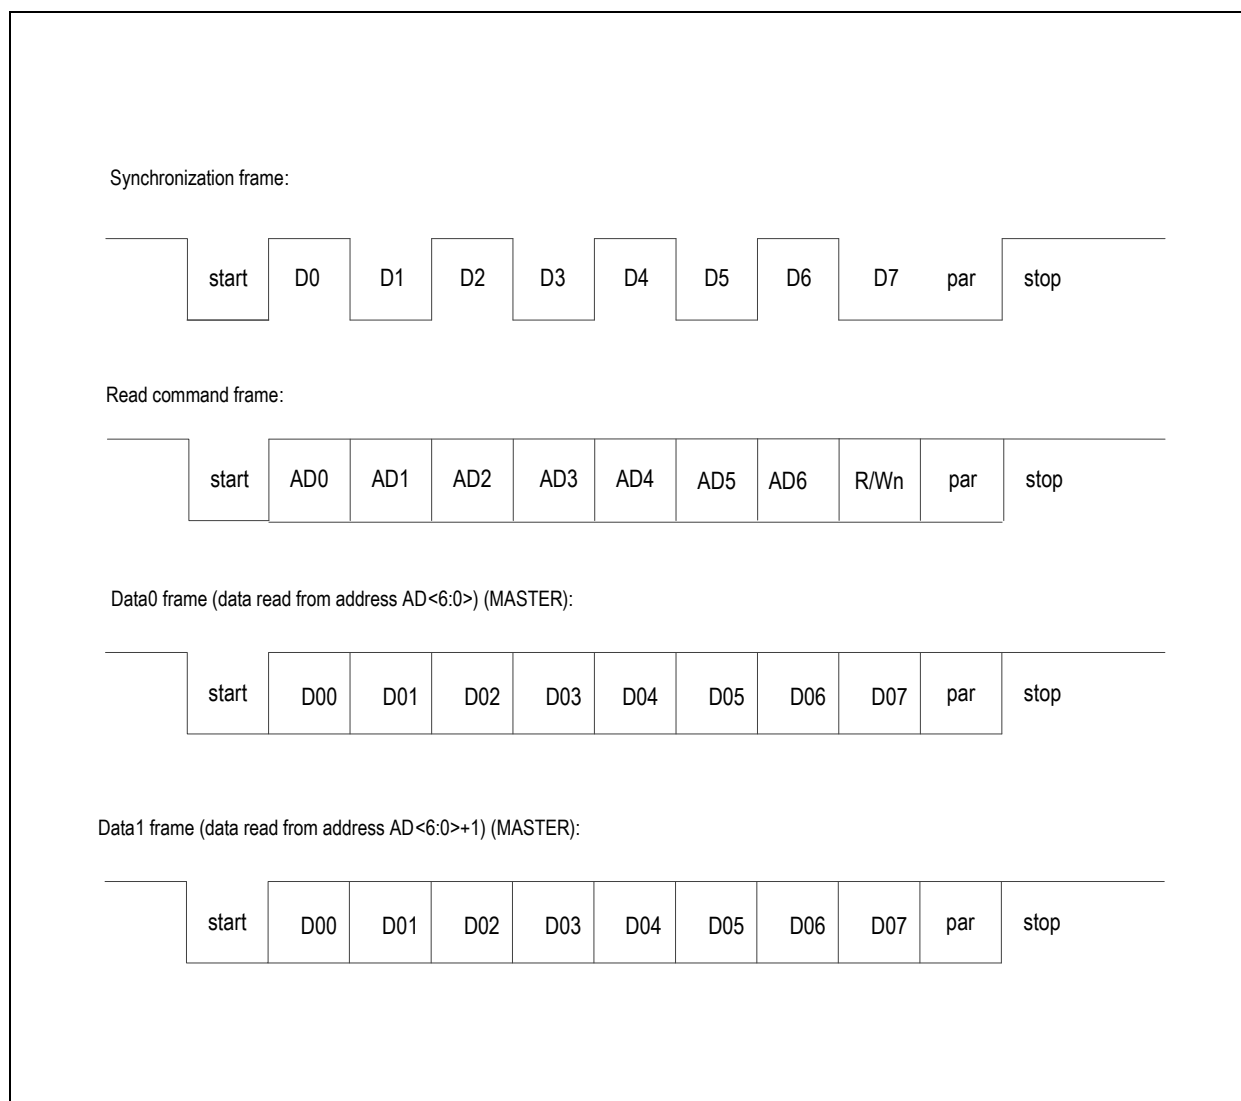 Synchronization frame:
start D0 D1 D2 D3 D4 D5 D6 D7 par stop
Read command frame:
start AD0 AD1 AD2 AD3 AD4 AD5 AD6 R/Wn par stop
Data0 frame (data read from address AD<6:0>) (MASTER):
start D00 D01 D02 D03 D04 D05 D06 D07 par stop
Data1 frame (data read from address AD<6:0>+1) (MASTER):
start D00 D01 D02 D03 D04 D05 D06 D07 par stop